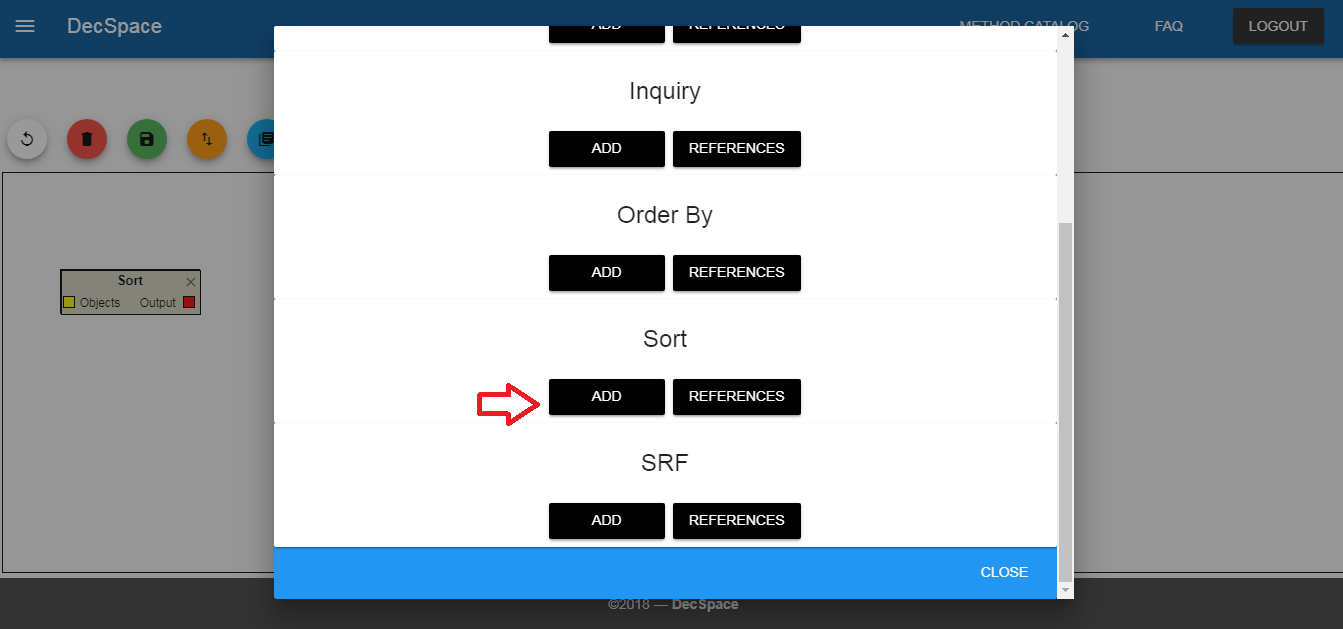 DecSpace
METHOD CATALOG
FAQ
LOGOUT
ADD REFERENCES
Inquiry
ADD REFERENCES
Order By
ADD REFERENCES
Sort
ADD REFERENCES
SRF
ADD REFERENCES
CLOSE
Sort
Objects Output
©2018 — DecSpace